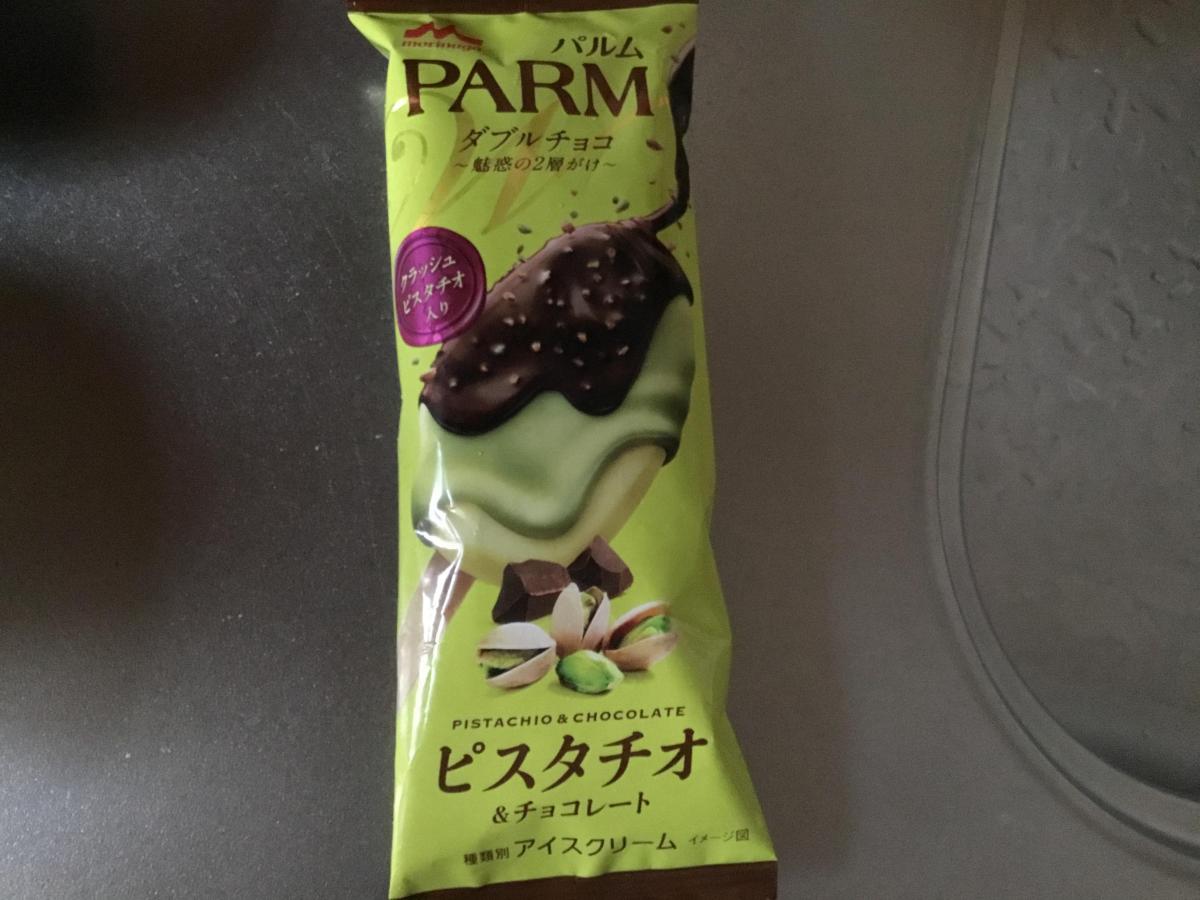 morinaga
パルム
PARM
ダブルチョコ
～魅惑の2層がけ～
クラッシュ
ピスタチオ
入り
PISTACHIO & CHOCOLATE
ピスタチオ
&チョコレート
種類別 アイスクリーム イメージ図